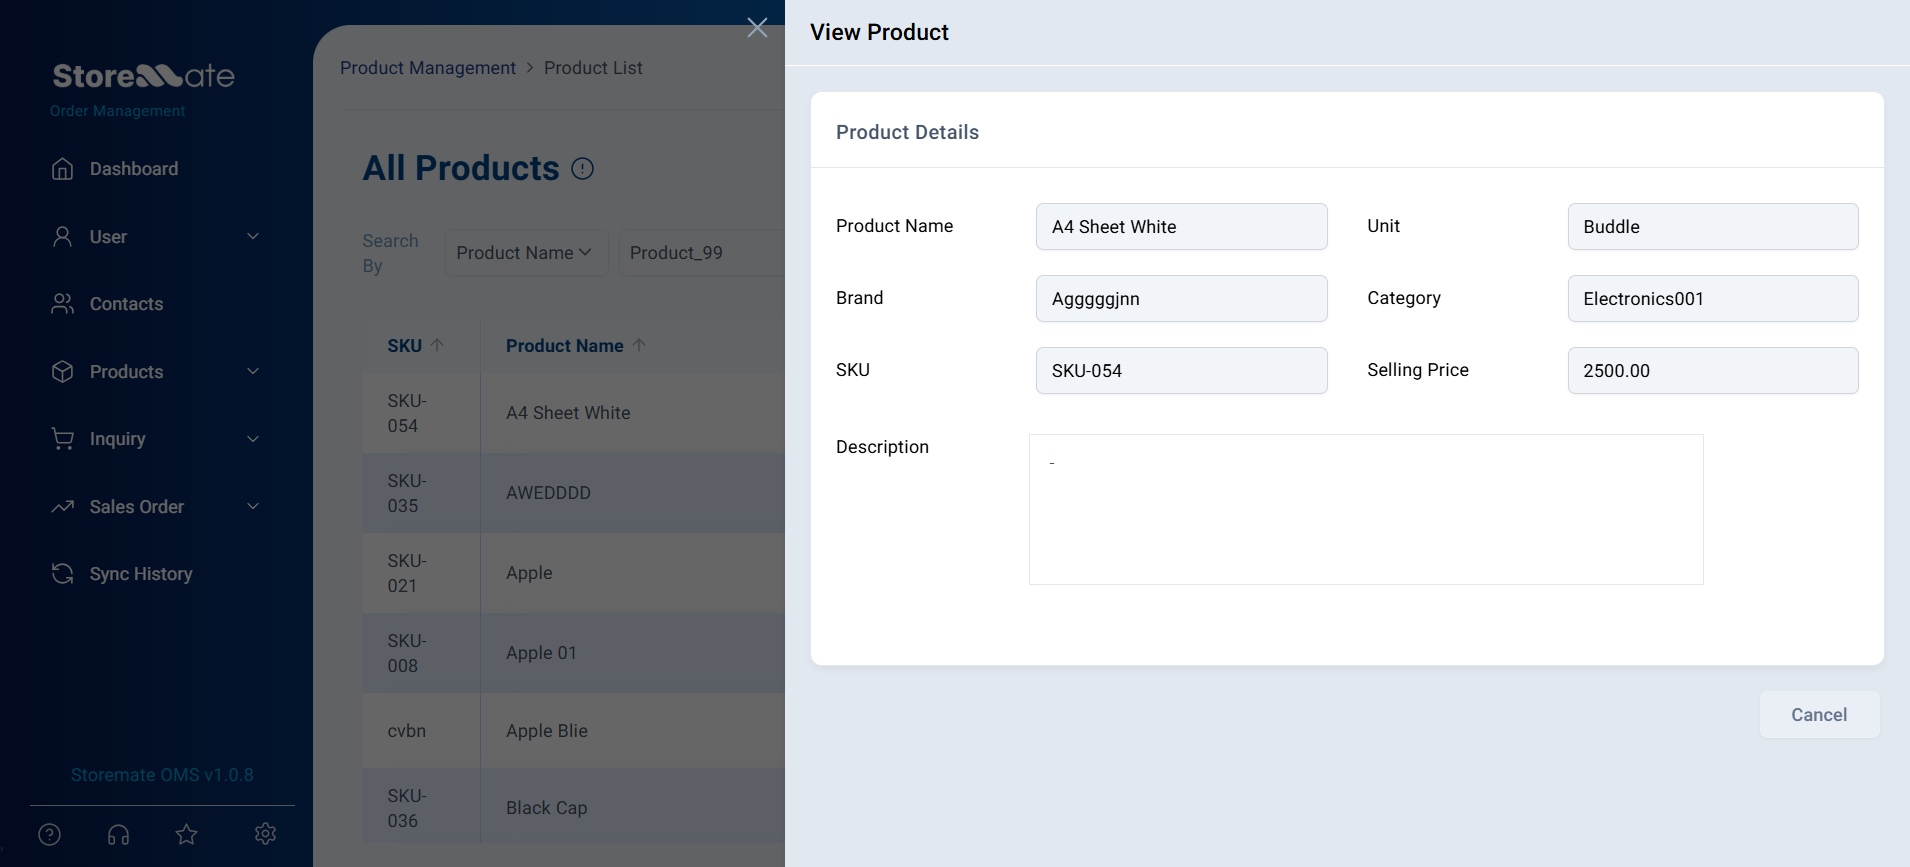 StoreMate
Order Management
Dashboard
User
Contacts
Products
Inquiry
Sales Order
Sync History
Storemate OMS v1.0.8
Product Management > Product List
All Products
Search
By
Product Name
Product_99
SKU Product Name
SKU-
054
A4 Sheet White
SKU-
035
AWEDDDD
SKU-
021
Apple
SKU-
008
Apple 01
cvbn
Apple Blie
SKU-
036
Black Cap
View Product
Product Details
Product Name A4 Sheet White Unit Buddle
Brand Agggggjnn Category Electronics001
SKU SKU-054 Selling Price 2500.00
Description -
Cancel